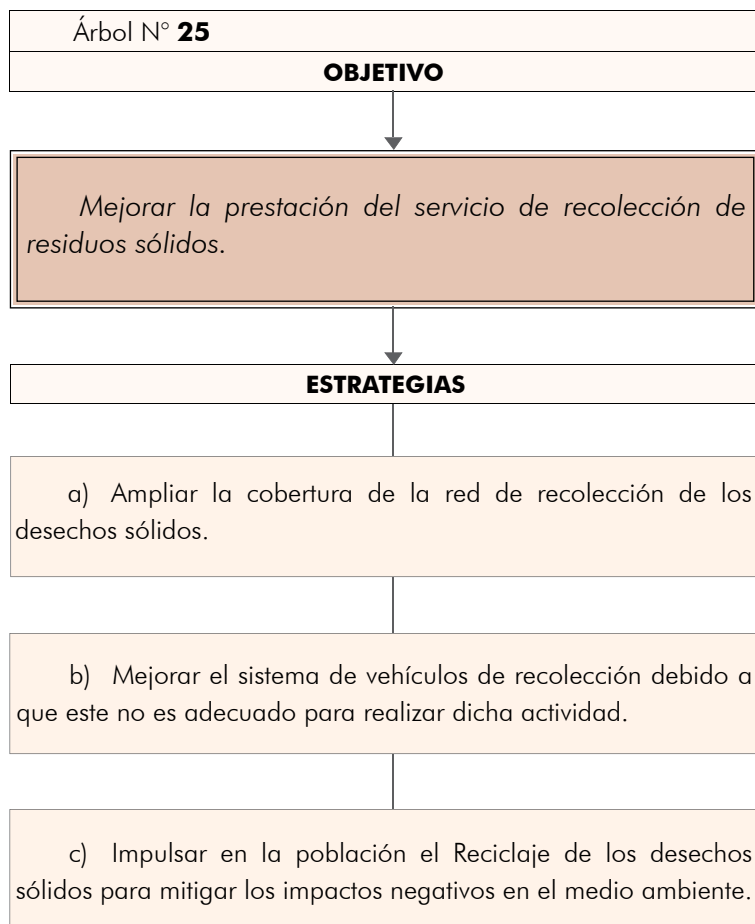 Árbol N° 25
OBJETIVO
Mejorar la prestación del servicio de recolección de
residuos sólidos.
ESTRATEGIAS
a) Ampliar la cobertura de la red de recolección de los
desechos sólidos.
b) Mejorar el sistema de vehículos de recolección debido a
que este no es adecuado para realizar dicha actividad.
c) Impulsar en la población el Reciclaje de los desechos
sólidos para mitigar los impactos negativos en el medio ambiente.